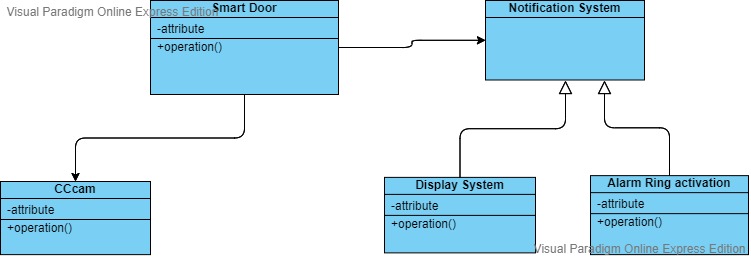 Visual Paradigm Online Express Edition
Smart Door
-attribute
+operation()
Notification System
CCcam
-attribute
+operation()
Display System
-attribute
+operation()
Alarm Ring activation
-attribute
+operation()
Visual Paradigm Online Express Edition